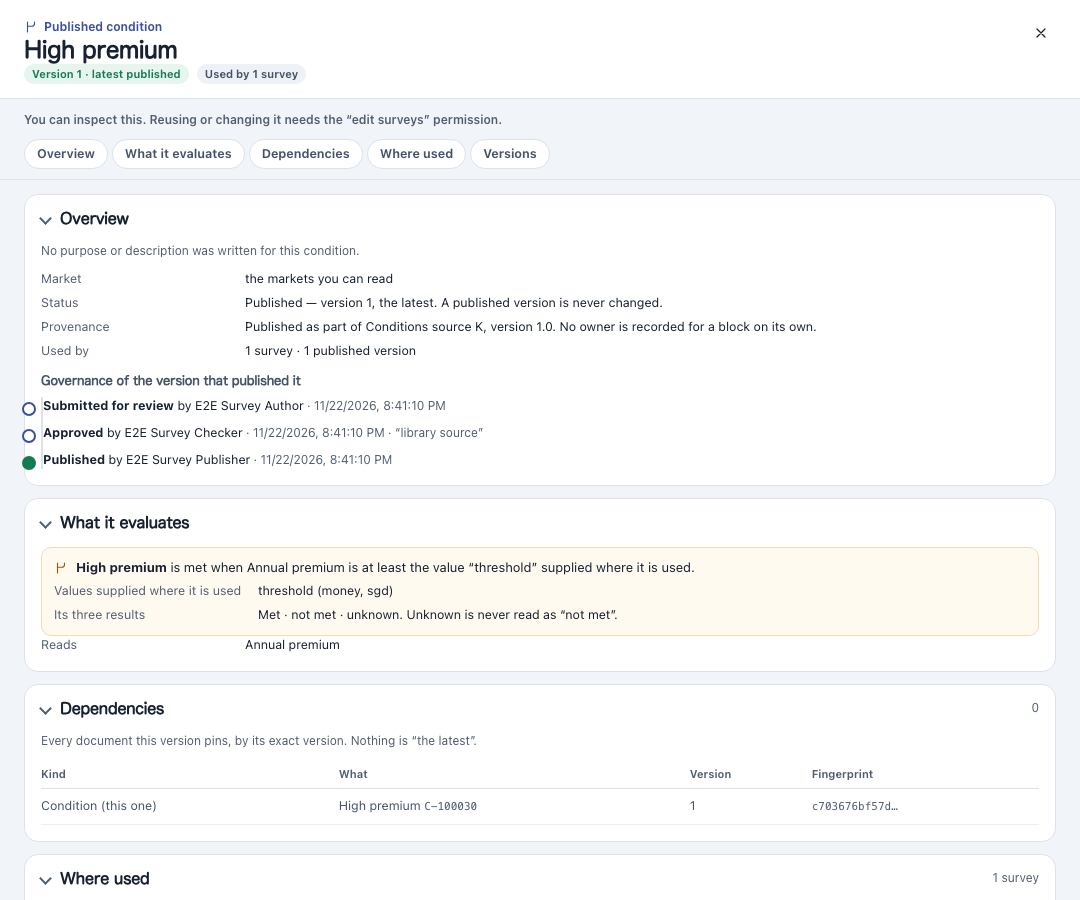 Published condition
High premium
Version 1 · latest published Used by 1 survey
You can inspect this. Reusing or changing it needs the “edit surveys” permission.
Overview What it evaluates Dependencies Where used Versions
Overview
No purpose or description was written for this condition.
Market the markets you can read
Status Published — version 1, the latest. A published version is never changed.
Provenance Published as part of Conditions source K, version 1.0. No owner is recorded for a block on its own.
Used by 1 survey · 1 published version
Governance of the version that published it
Submitted for review by E2E Survey Author · 11/22/2026, 8:41:10 PM
Approved by E2E Survey Checker · 11/22/2026, 8:41:10 PM · “library source”
Published by E2E Survey Publisher · 11/22/2026, 8:41:10 PM
What it evaluates
High premium is met when Annual premium is at least the value “threshold” supplied where it is used.
Values supplied where it is used threshold (money, sgd)
Its three results Met · not met · unknown. Unknown is never read as “not met”.
Reads Annual premium
Dependencies 0
Every document this version pins, by its exact version. Nothing is “the latest”.
Kind What Version Fingerprint
Condition (this one) High premium C-100030 1 c703676bf57d…
Where used 1 survey